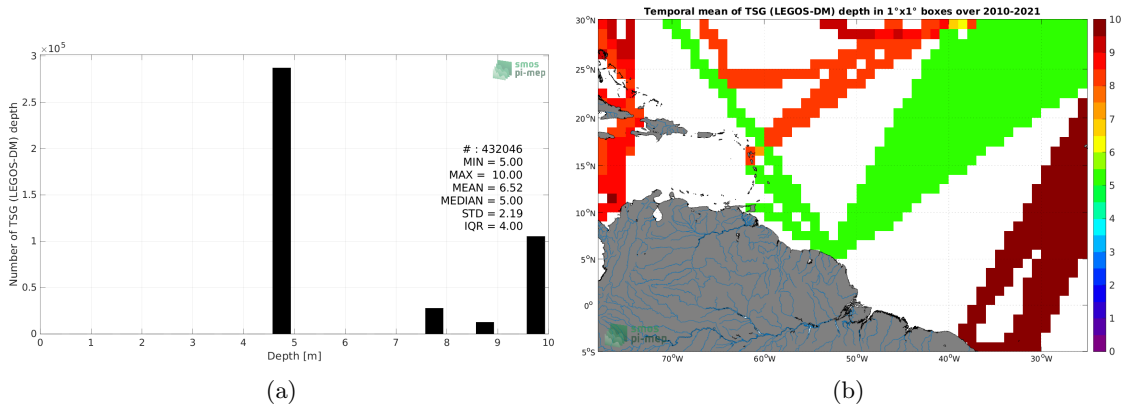 ×10⁵
3
2.5
2
1.5
1
0.5
0
Number of TSG (LEGOS-DM) depth
0 1 2 3 4 5 6 7 8 9 10
Depth [m]
smos
pi-mep
# : 432046
MIN = 5.00
MAX = 10.00
MEAN = 6.52
MEDIAN = 5.00
STD = 2.19
IQR = 4.00
(a)
Temporal mean of TSG (LEGOS-DM) depth in 1°x1° boxes over 2010-2021
30°N
25°N
20°N
15°N
10°N
5°N
0°
5°S
70°W 60°W 50°W 40°W 30°W
smos
pi-mep
10
9
8
7
6
5
4
3
2
1
0
(b)